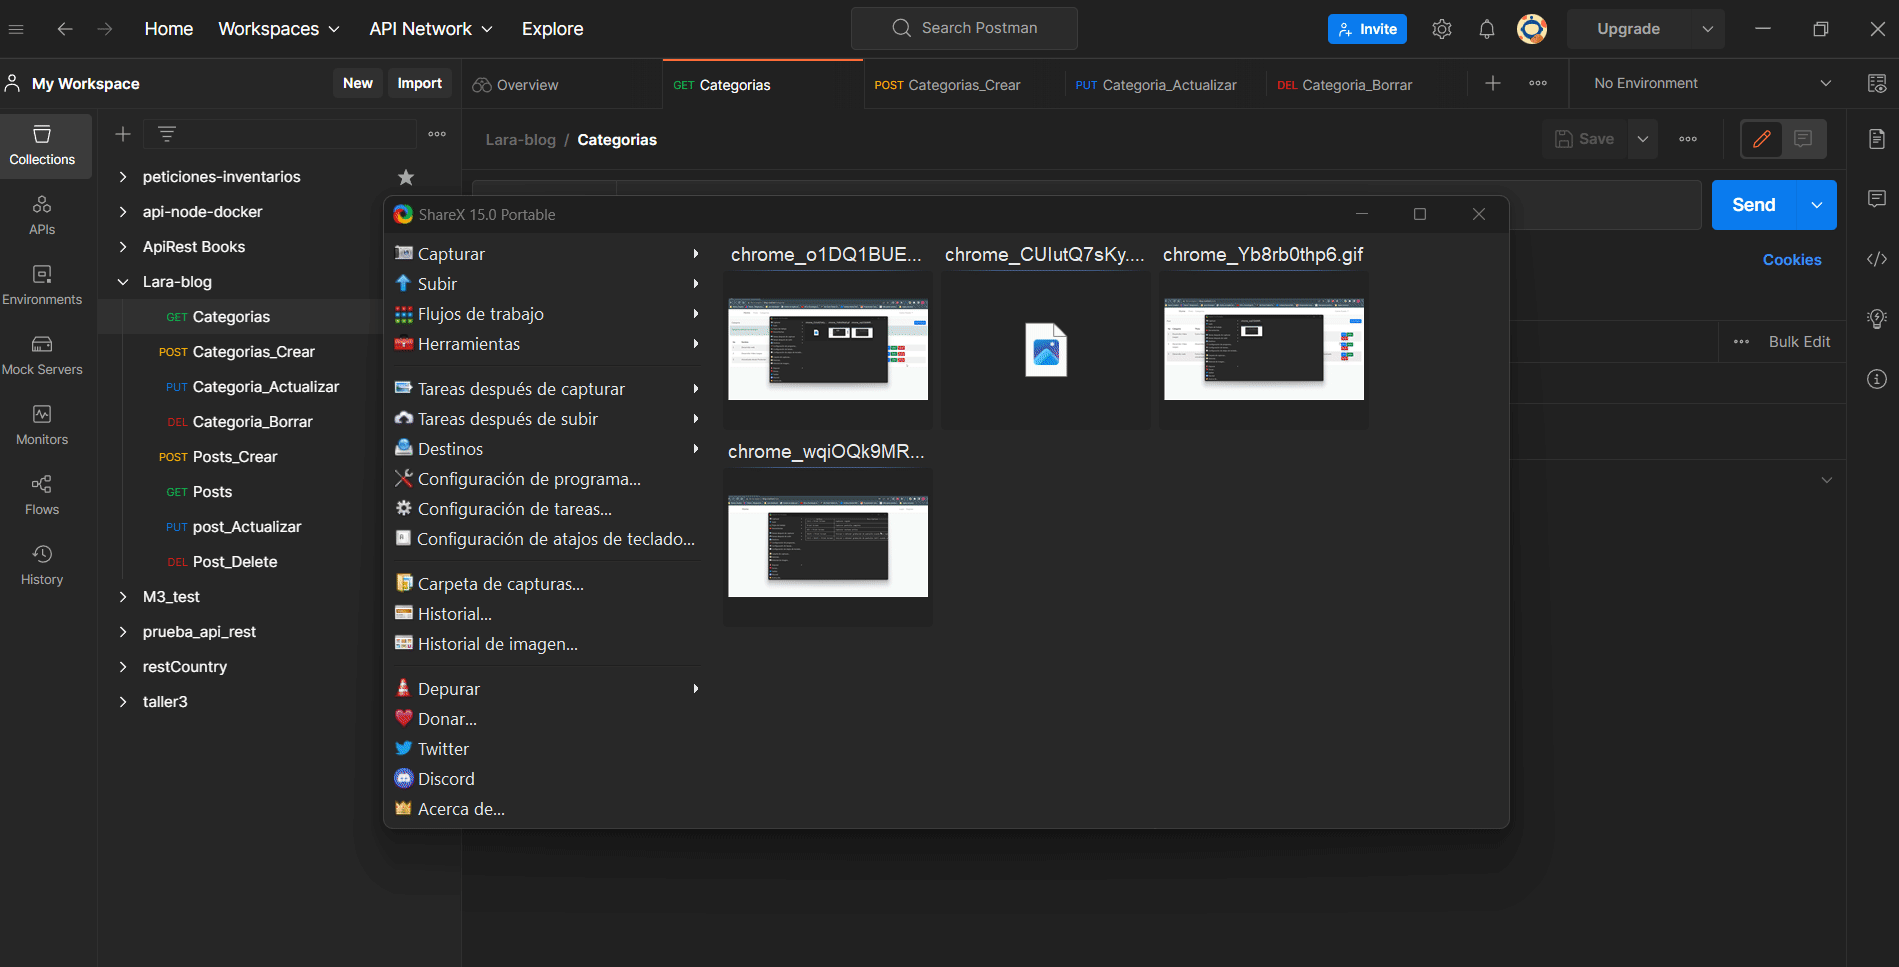 Home
Workspaces
API Network
Explore
Search Postman
Invite
Upgrade
My Workspace
New
Import
Overview
GET Categorias
POST Categorias_Crear
PUT Categoria_Actualizar
DEL Categoria_Borrar
No Environment
Collections
APIs
Environments
Mock Servers
Monitors
Flows
History
peticiones-inventarios
api-node-docker
ApiRest Books
Lara-blog
GET Categorias
POST Categorias_Crear
PUT Categoria_Actualizar
DEL Categoria_Borrar
POST Posts_Crear
GET Posts
PUT post_Actualizar
DEL Post_Delete
M3_test
prueba_api_rest
restCountry
taller3
Lara-blog / Categorias
Save
Send
Cookies
Bulk Edit
ShareX 15.0 Portable
Capturar
Subir
Flujos de trabajo
Herramientas
Tareas después de capturar
Tareas después de subir
Destinos
Configuración de programa...
Configuración de tareas...
Configuración de atajos de teclado...
Carpeta de capturas...
Historial...
Historial de imagen...
Depurar
Donar...
Twitter
Discord
Acerca de...
chrome_o1DQ1BUE...
chrome_CUIutQ7sKy....
chrome_Yb8rb0thp6.gif
chrome_wqiOQk9MR...